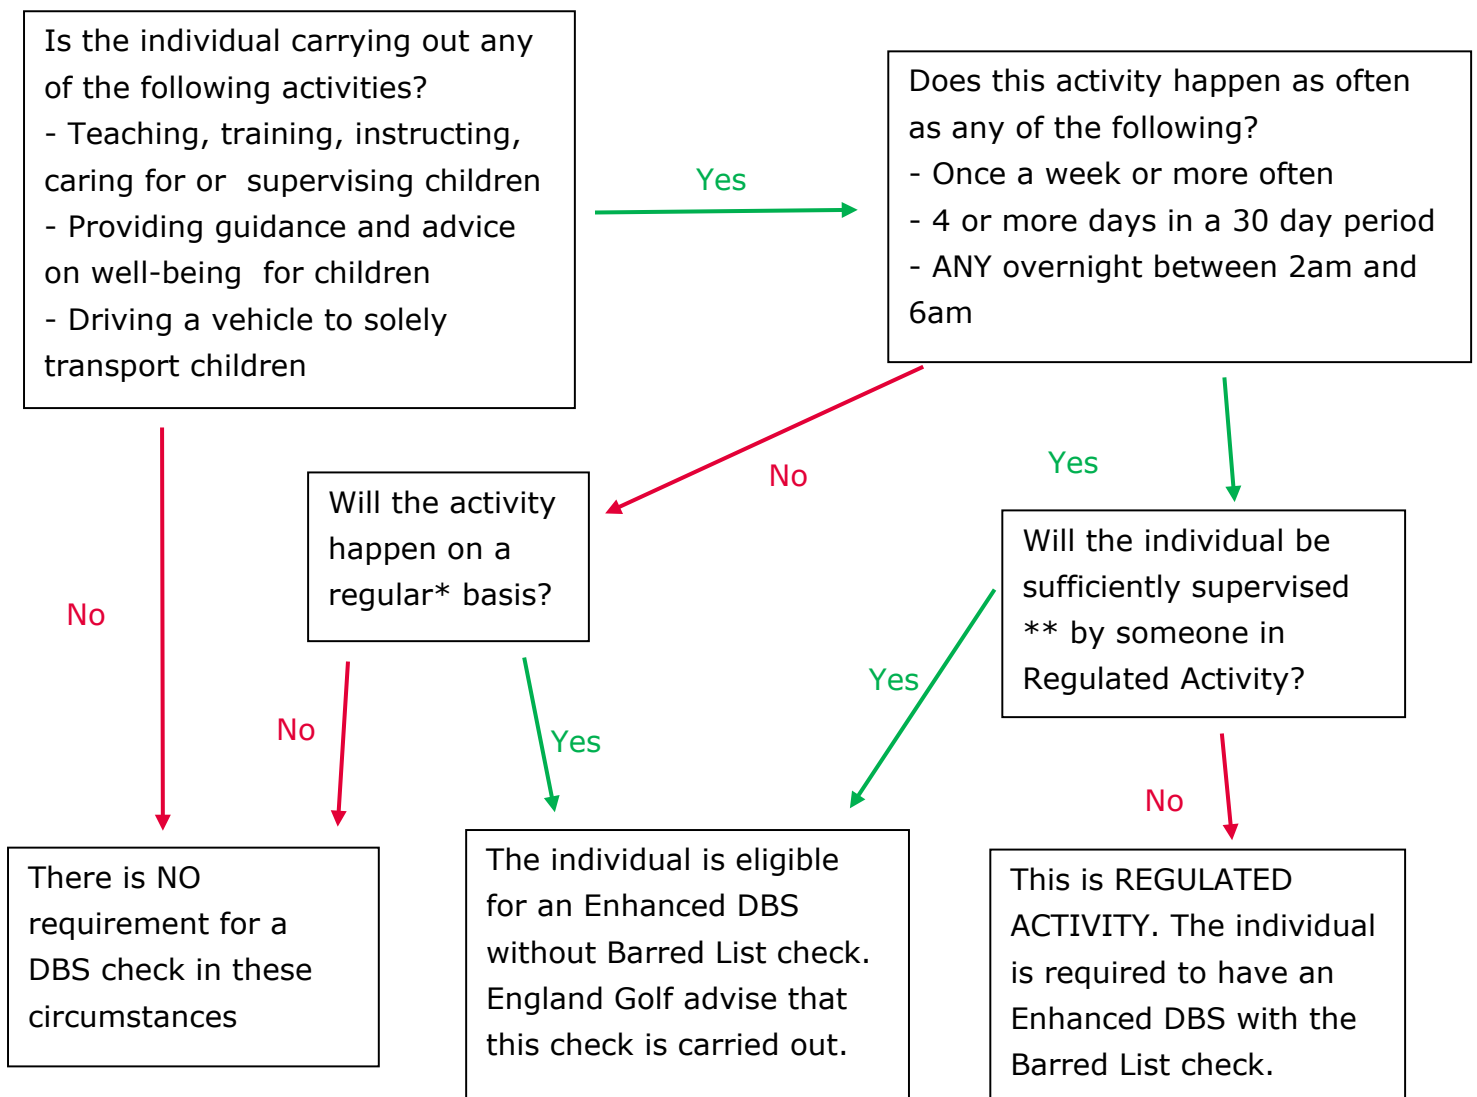 Is the individual carrying out any
of the following activities?
- Teaching, training, instructing,
caring for or  supervising children
- Providing guidance and advice
on well-being  for children
- Driving a vehicle to solely
transport children
Yes
Does this activity happen as often
as any of the following?
- Once a week or more often
- 4 or more days in a 30 day period
- ANY overnight between 2am and
6am
No
Yes
Will the activity
happen on a
regular* basis?
Will the individual be
sufficiently supervised
** by someone in
Regulated Activity?
No
No
Yes
Yes
No
There is NO
requirement for a
DBS check in these
circumstances
The individual is eligible
for an Enhanced DBS
without Barred List check.
England Golf advise that
this check is carried out.
This is REGULATED
ACTIVITY. The individual
is required to have an
Enhanced DBS with the
Barred List check.